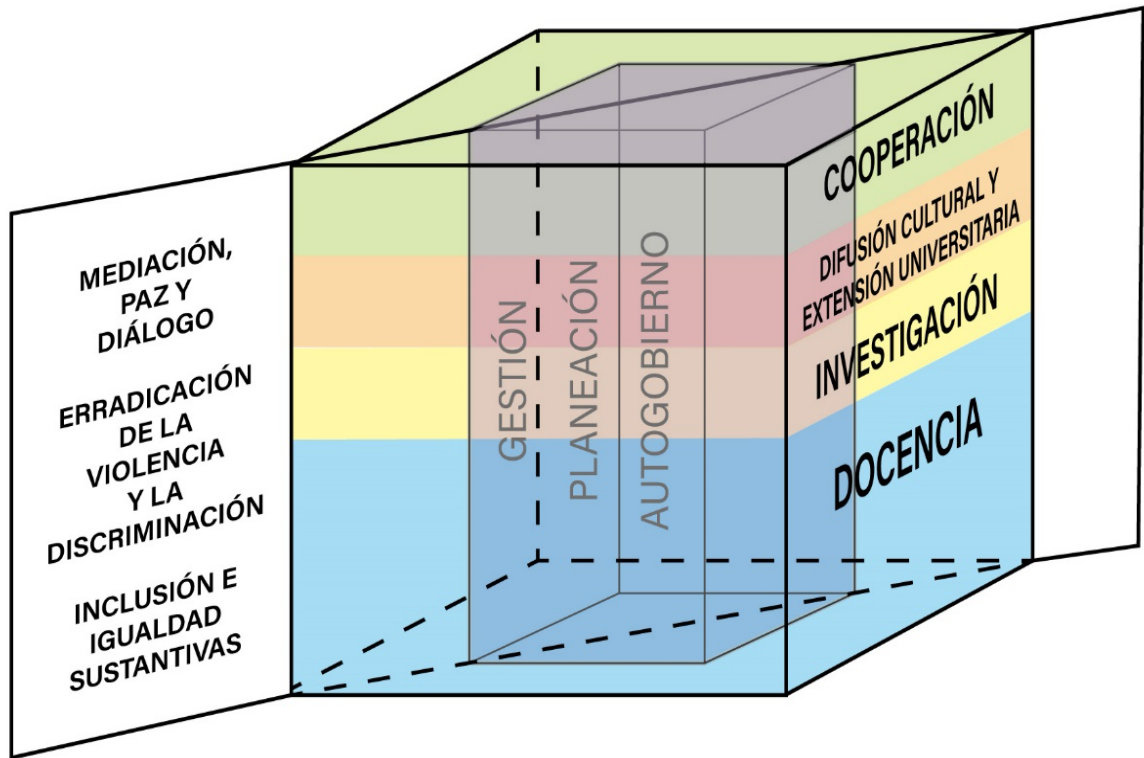 MEDIACIÓN,
PAZ Y
DIÁLOGO
ERRADICACIÓN
DE LA
VIOLENCIA
Y LA
DISCRIMINACIÓN
INCLUSIÓN E
IGUALDAD
SUSTANTIVAS
GESTIÓN
PLANEACIÓN
AUTOGOBIERNO
COOPERACIÓN
DIFUSIÓN CULTURAL Y
EXTENSIÓN UNIVERSITARIA
INVESTIGACIÓN
DOCENCIA